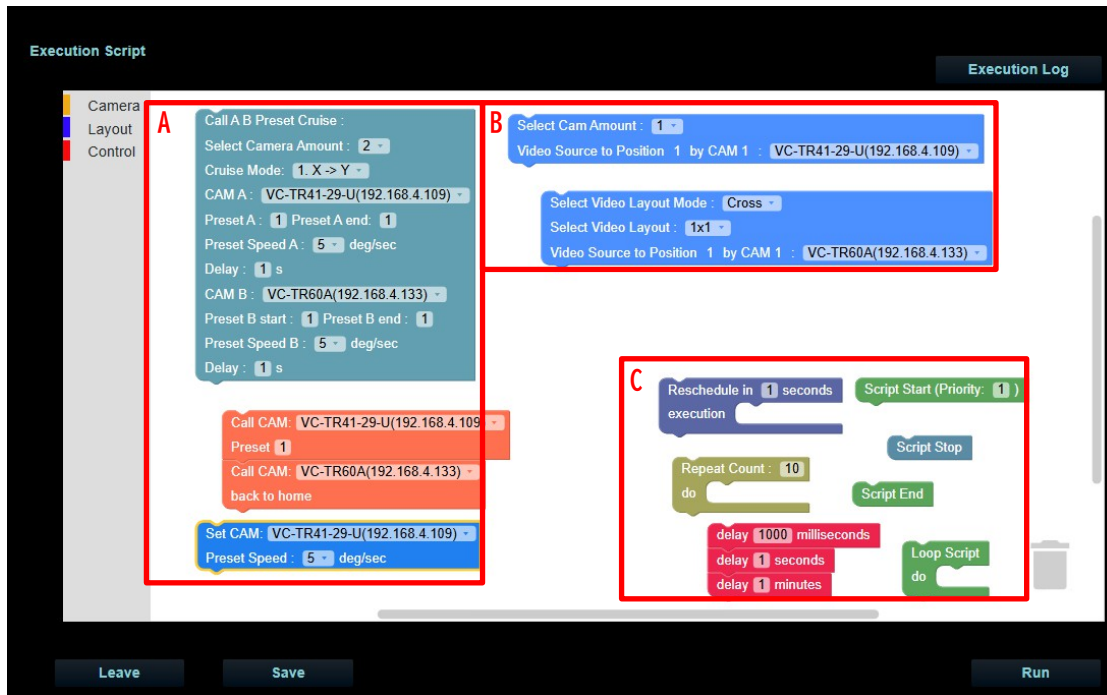 Execution Script
Execution Log
Camera
Layout
Control
A
Call A B Preset Cruise :
Select Camera Amount : 2
Cruise Mode: 1. X -> Y
CAM A : VC-TR41-29-U(192.168.4.109)
Preset A : 1 Preset A end: 1
Preset Speed A : 5 deg/sec
Delay : 1 s
CAM B : VC-TR60A(192.168.4.133)
Preset B start : 1 Preset B end : 1
Preset Speed B : 5 deg/sec
Delay : 1 s
Call CAM: VC-TR41-29-U(192.168.4.109
Preset 1
Call CAM: VC-TR60A(192.168.4.133)
back to home
Set CAM: VC-TR41-29-U(192.168.4.109)
Preset Speed : 5 deg/sec
B
Select Cam Amount : 1
Video Source to Position 1 by CAM 1 : VC-TR41-29-U(192.168.4.109)
Select Video Layout Mode : Cross
Select Video Layout : 1x1
Video Source to Position 1 by CAM 1 : VC-TR60A(192.168.4.133)
C
Reschedule in 1 seconds
execution
Script Start (Priority: 1 )
Script Stop
Repeat Count : 10
do
Script End
delay 1000 milliseconds
delay 1 seconds
delay 1 minutes
Loop Script
do
Leave
Save
Run